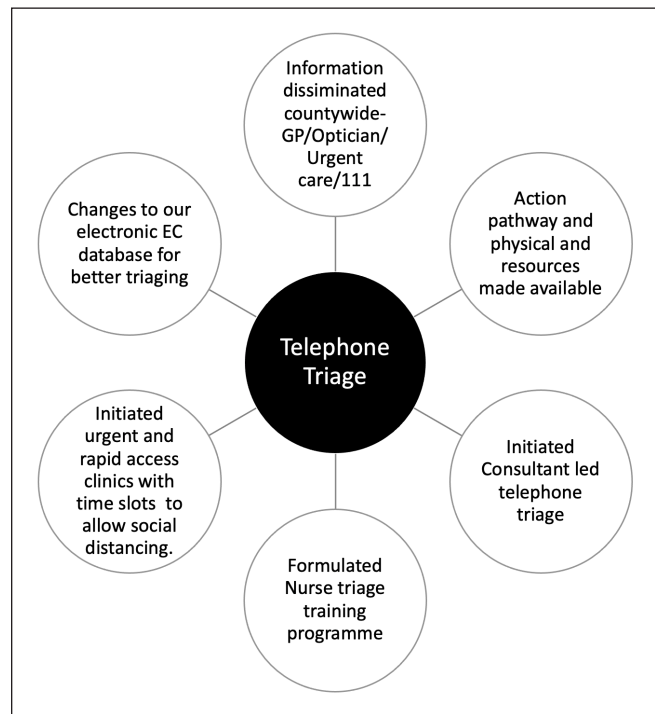 Information
dissiminated
countywide-
GP/Optician/
Urgent
care/111
Changes to our
electronic EC
database for
better triaging
Action
pathway and
physical and
resources
made available
Telephone
Triage
Initiated
urgent and
rapid access
clinics with
time slots to
allow social
distancing.
Initiated
Consultant led
telephone
triage
Formulated
Nurse triage
training
programme